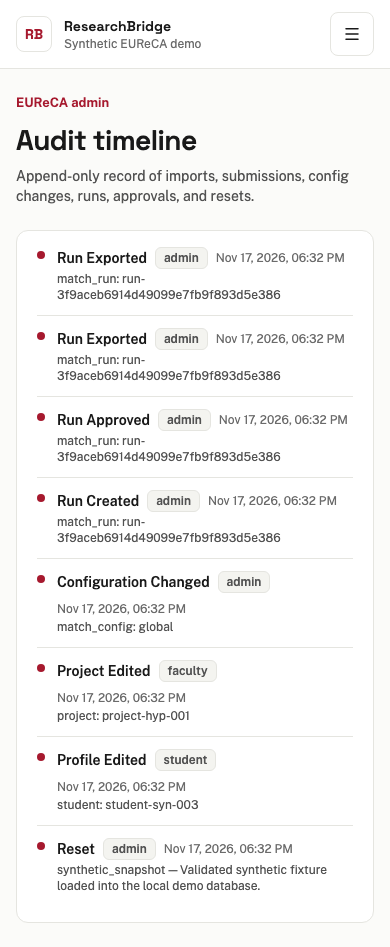 RB
ResearchBridge
Synthetic EUReCA demo
EUReCA admin
Audit timeline
Append-only record of imports, submissions, config
changes, runs, approvals, and resets.
Run Exported admin Nov 17, 2026, 06:32 PM
match_run: run-
3f9aceb6914d49099e7fb9f893d5e386
Run Exported admin Nov 17, 2026, 06:32 PM
match_run: run-
3f9aceb6914d49099e7fb9f893d5e386
Run Approved admin Nov 17, 2026, 06:32 PM
match_run: run-
3f9aceb6914d49099e7fb9f893d5e386
Run Created admin Nov 17, 2026, 06:32 PM
match_run: run-
3f9aceb6914d49099e7fb9f893d5e386
Configuration Changed admin
Nov 17, 2026, 06:32 PM
match_config: global
Project Edited faculty
Nov 17, 2026, 06:32 PM
project: project-hyp-001
Profile Edited student
Nov 17, 2026, 06:32 PM
student: student-syn-003
Reset admin Nov 17, 2026, 06:32 PM
synthetic_snapshot — Validated synthetic fixture
loaded into the local demo database.